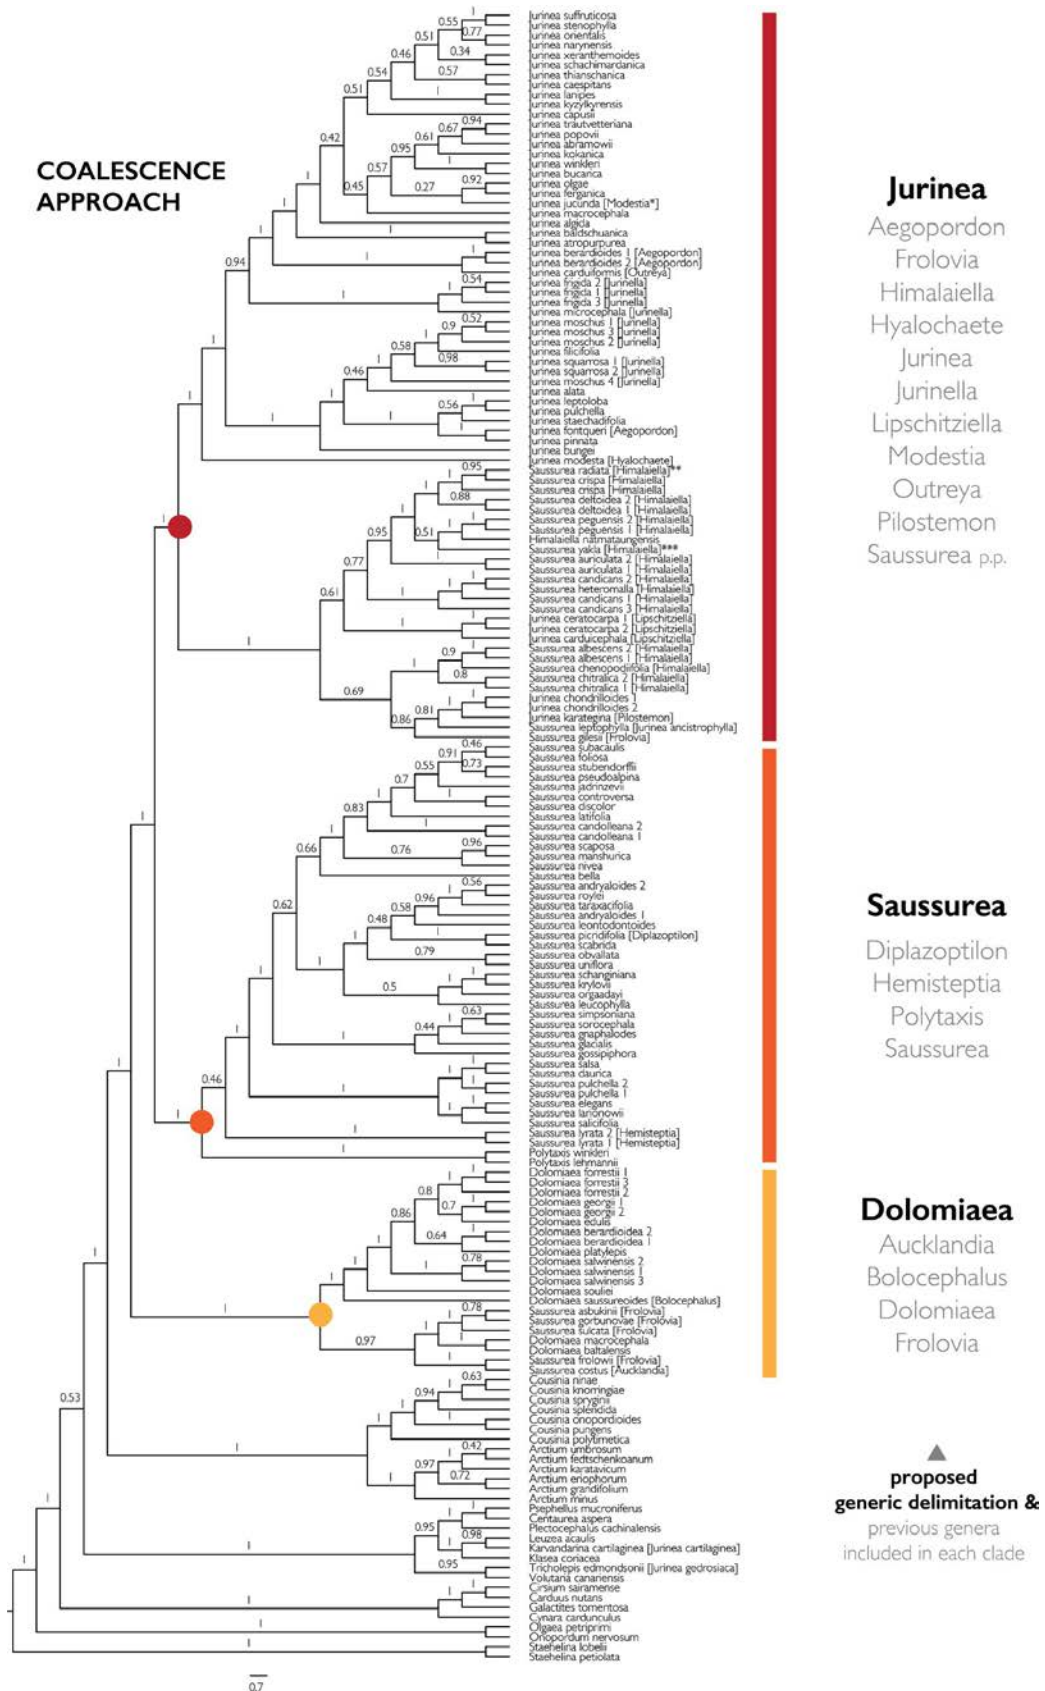 COALESCENCE
APPROACH
Jurinea suffruticosa
Jurinea stenophylla
Jurinea orientalis
Jurinea narynensis
Jurinea xeranthemoides
Jurinea schachimardanica
Jurinea thianschanica
Jurinea caespitans
Jurinea lanipes
Jurinea kyzylkyrensis
Jurinea capusii
Jurinea trautvetteriana
Jurinea popovii
Jurinea abramowii
Jurinea kokanica
Jurinea winkleri
Jurinea bucarica
Jurinea olgae
Jurinea ferganica
Jurinea jucunda [Modestia*]
Jurinea macrocephala
Jurinea algida
Jurinea baldschuanica
Jurinea atropurpurea
Jurinea berardioides 1 [Aegopordon]
Jurinea berardioides 2 [Aegopordon]
Jurinea carduiformis [Outreya]
Jurinea frigida 2 [Jurinella]
Jurinea frigida 1 [Jurinella]
Jurinea frigida 3 [Jurinella]
Jurinea microcephala [Jurinella]
Jurinea moschus 1 [Jurinella]
Jurinea moschus 3 [Jurinella]
Jurinea moschus 2 [Jurinella]
Jurinea filicifolia
Jurinea squarrosa 1 [Jurinella]
Jurinea squarrosa 2 [Jurinella]
Jurinea moschus 4 [Jurinella]
Jurinea alata
Jurinea leptoloba
Jurinea pulchella
Jurinea staechadifolia
Jurinea fontqueri [Aegopordon]
Jurinea pinnata
Jurinea bungei
Jurinea modesta [Hyalochaete]
Saussurea radiata [Himalaiella]**
Saussurea crispa [Himalaiella]
Saussurea crispa [Himalaiella]
Saussurea deltoidea 2 [Himalaiella]
Saussurea deltoidea 1 [Himalaiella]
Saussurea peguensis 2 [Himalaiella]
Saussurea peguensis 1 [Himalaiella]
Himalaiella natmataungensis
Saussurea yakla [Himalaiella]***
Saussurea auriculata 2 [Himalaiella]
Saussurea auriculata 1 [Himalaiella]
Saussurea candicans 2 [Himalaiella]
Saussurea heteromalla [Himalaiella]
Saussurea candicans 1 [Himalaiella]
Saussurea candicans 3 [Himalaiella]
Jurinea ceratocarpa 1 [Lipschitziella]
Jurinea ceratocarpa 2 [Lipschitziella]
Jurinea carduicephala [Lipschitziella]
Saussurea albescens 2 [Himalaiella]
Saussurea albescens 1 [Himalaiella]
Saussurea chenopodiifolia [Himalaiella]
Saussurea chitralica 2 [Himalaiella]
Saussurea chitralica 1 [Himalaiella]
Jurinea chondrilloides 1
Jurinea chondrilloides 2
Jurinea karategina [Pilostemon]
Saussurea leptophylla [Jurinea ancistrophylla]
Saussurea gilesii [Frolovia]
Saussurea subacaulis
Saussurea foliosa
Saussurea stubendorffii
Saussurea pseudoalpina
Saussurea jadrinzevii
Saussurea controversa
Saussurea discolor
Saussurea latifolia
Saussurea candolleana 2
Saussurea candolleana 1
Saussurea scaposa
Saussurea manshurica
Saussurea nivea
Saussurea bella
Saussurea andryaloides 2
Saussurea roylei
Saussurea taraxacifolia
Saussurea andryaloides 1
Saussurea leontodontoides
Saussurea picridifolia [Diplazoptilon]
Saussurea scabrida
Saussurea obvallata
Saussurea uniflora
Saussurea schanginiana
Saussurea krylovii
Saussurea orgaadayi
Saussurea leucophylla
Saussurea simpsoniana
Saussurea sorocephala
Saussurea gnaphalodes
Saussurea glacialis
Saussurea gossipiphora
Saussurea salsa
Saussurea daurica
Saussurea pulchella 2
Saussurea pulchella 1
Saussurea elegans
Saussurea larionowii
Saussurea salicifolia
Saussurea lyrata 2 [Hemisteptia]
Saussurea lyrata 1 [Hemisteptia]
Polytaxis winkleri
Polytaxis lehmannii
Dolomiaea forrestii 1
Dolomiaea forrestii 3
Dolomiaea forrestii 2
Dolomiaea georgii 1
Dolomiaea georgii 2
Dolomiaea edulis
Dolomiaea berardioidea 2
Dolomiaea berardioidea 1
Dolomiaea platylepis
Dolomiaea salwinensis 2
Dolomiaea salwinensis 1
Dolomiaea salwinensis 3
Dolomiaea souliei
Dolomiaea saussureoides [Bolocephalus]
Saussurea asbukinii [Frolovia]
Saussurea gorbunovae [Frolovia]
Saussurea sulcata [Frolovia]
Dolomiaea macrocephala
Dolomiaea baltalensis
Saussurea frolowii [Frolovia]
Saussurea costus [Aucklandia]
Cousinia ninae
Cousinia knorringiae
Cousinia spryginii
Cousinia splendida
Cousinia onopordioides
Cousinia pungens
Cousinia polytimetica
Arctium umbrosum
Arctium fedtschenkoanum
Arctium karatavicum
Arctium eriophorum
Arctium grandifolium
Arctium minus
Psephellus mucroniferus
Centaurea aspera
Plectocephalus cachinalensis
Leuzea acaulis
Karvandarina cartilaginea [Jurinea cartilaginea]
Klasea coriacea
Tricholepis edmondsonii [Jurinea gedrosiaca]
Volutaria canariensis
Cirsium sairamense
Carduus nutans
Galactites tomentosa
Cynara cardunculus
Olgaea petriprimi
Onopordum nervosum
Staehelina lobelii
Staehelina petiolata
0.7
Jurinea
Aegopordon
Frolovia
Himalaiella
Hyalochaete
Jurinea
Jurinella
Lipschitziella
Modestia
Outreya
Pilostemon
Saussurea p.p.
Saussurea
Diplazoptilon
Hemisteptia
Polytaxis
Saussurea
Dolomiaea
Aucklandia
Bolocephalus
Dolomiaea
Frolovia
proposed
generic delimitation &
previous genera
included in each clade